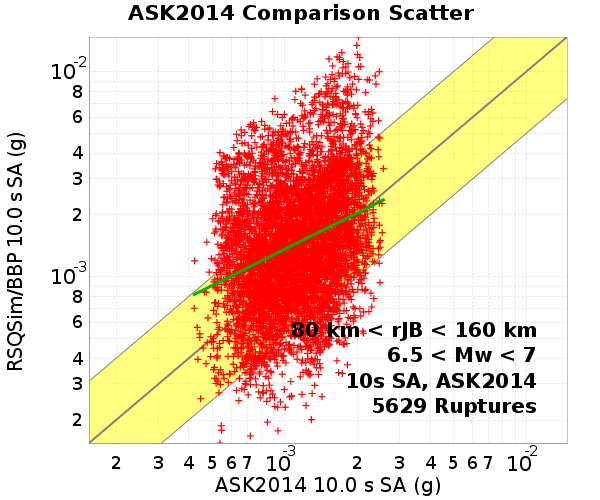 ASK2014 Comparison Scatter
RSQSim/BBP 10.0 s SA (g)
10-2
8
6
4
3
2
10-3
8
6
4
3
2
80 km < rJB < 160 km
6.5 < Mw < 7
10s SA, ASK2014
5629 Ruptures
2 3 4 5 6 7 10-3 2 3 4 5 6 7 10-2
ASK2014 10.0 s SA (g)